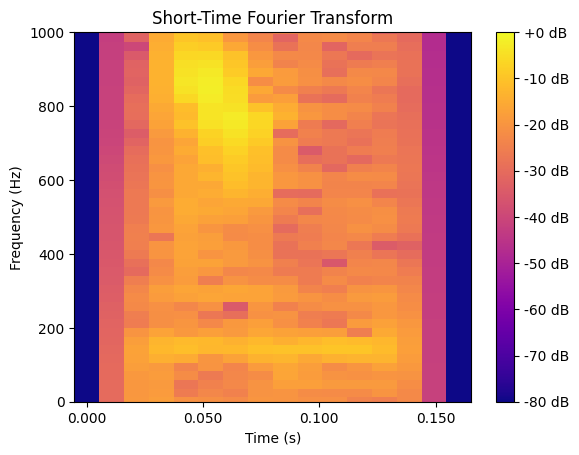 Short-Time Fourier Transform
1000
800
600
400
200
0
Frequency (Hz)
0.000
0.050
0.100
0.150
Time (s)
+0 dB
-10 dB
-20 dB
-30 dB
-40 dB
-50 dB
-60 dB
-70 dB
-80 dB